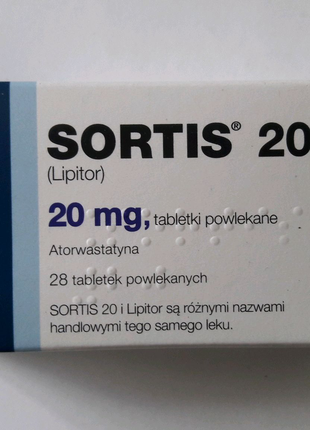 SORTIS® 20
(Lipitor)
20 mg, tabletki powlekane
Atorwastatyna
28 tabletek powlekanych
SORTIS 20 i Lipitor są różnymi nazwami
handlowymi tego samego leku.